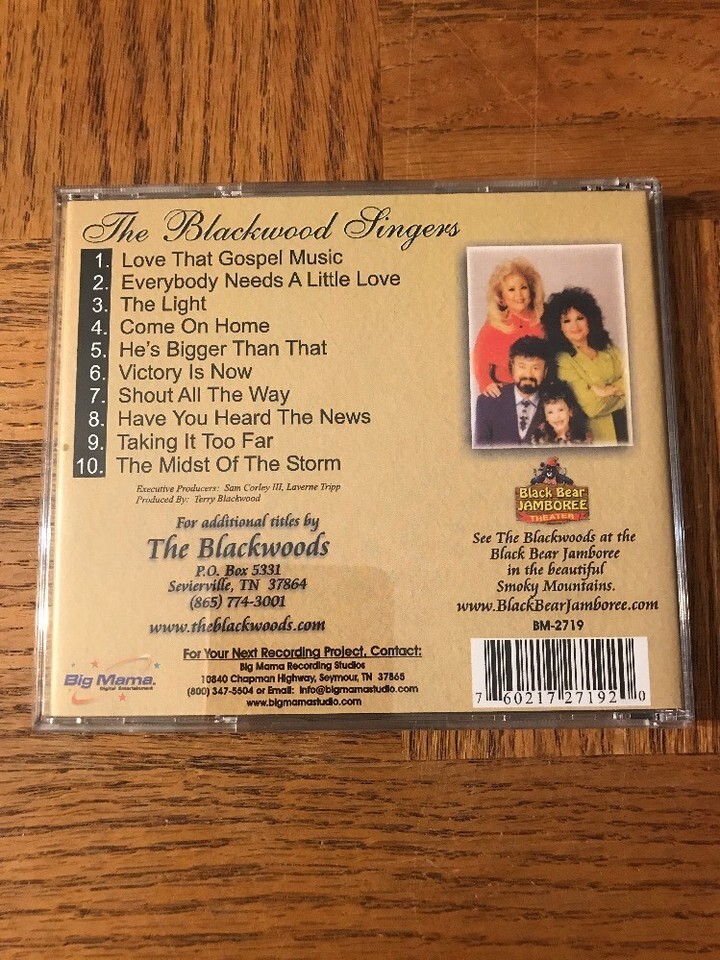 The Blackwood Singers
1. Love That Gospel Music
2. Everybody Needs A Little Love
3. The Light
4. Come On Home
5. He's Bigger Than That
6. Victory Is Now
7. Shout All The Way
8. Have You Heard The News
9. Taking It Too Far
10. The Midst Of The Storm
Executive Producers: Sam Corley III, Laverne Tripp
Produced By: Terry Blackwood
For additional titles by
The Blackwoods
P.O. Box 5331
Sevierville, TN 37864
(865) 774-3001
www.theblackwoods.com
Black Bear
JAMBOREE
THEATER
See The Blackwoods at the
Black Bear Jamboree
in the beautiful
Smoky Mountains.
www.BlackBearJamboree.com
BM-2719
Big Mama.
Digital Entertainment
For Your Next Recording Project, Contact:
Big Mama Recording Studios
10840 Chapman Highway, Seymour, TN 37865
(800) 347-5504 or Email: info@bigmamastudio.com
www.bigmamastudio.com
7 60217 27192 0